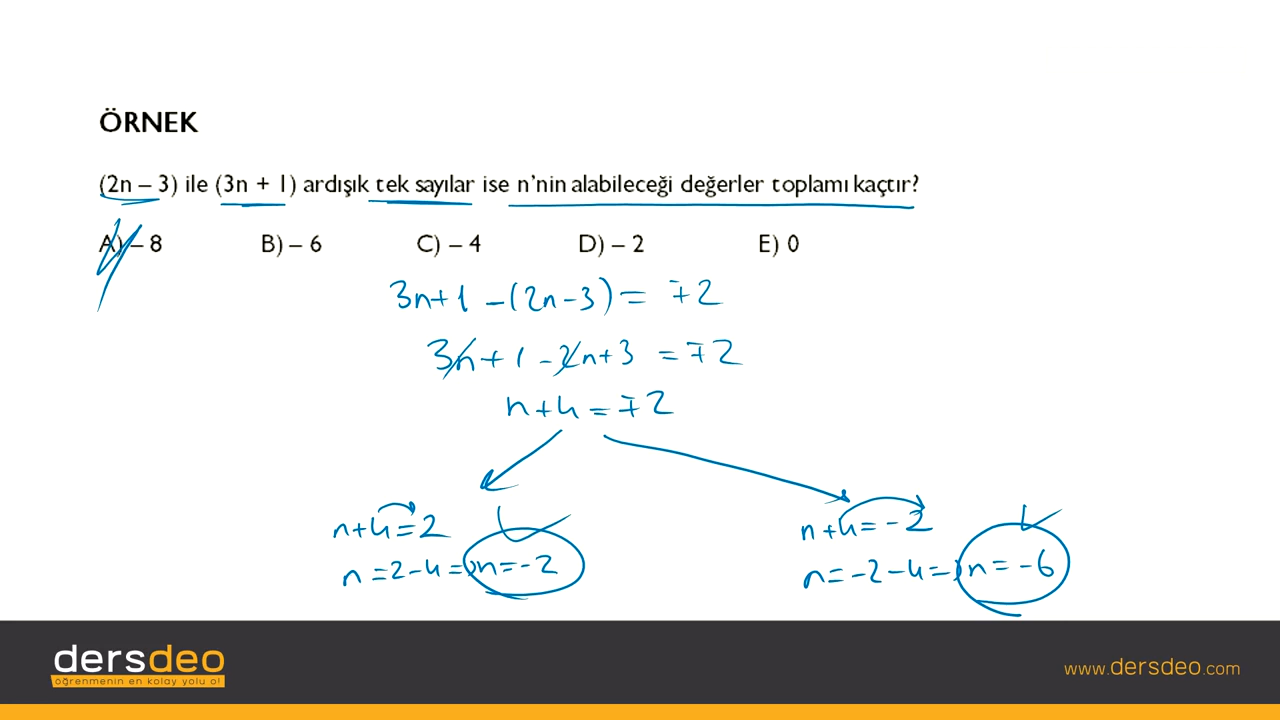 ÖRNEK
(2n – 3) ile (3n + 1) ardışık tek sayılar ise n'nin alabileceği değerler toplamı kaçtır?
A) – 8 B) – 6 C) – 4 D) – 2 E) 0
3n+1 -(2n-3) = ∓2
3n+1-2n+3 = ∓2
n+4 = ∓2
n+4=2 n+4=-2
n=2-4=>n=-2 n=-2-4=>n=-6
dersdeo
öğrenmenin en kolay yolu o!
www.dersdeo.com